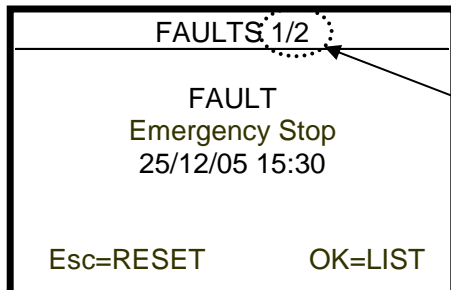 FAULTS 1/2
FAULT
Emergency Stop
25/12/05 15:30
Esc=RESET OK=LIST